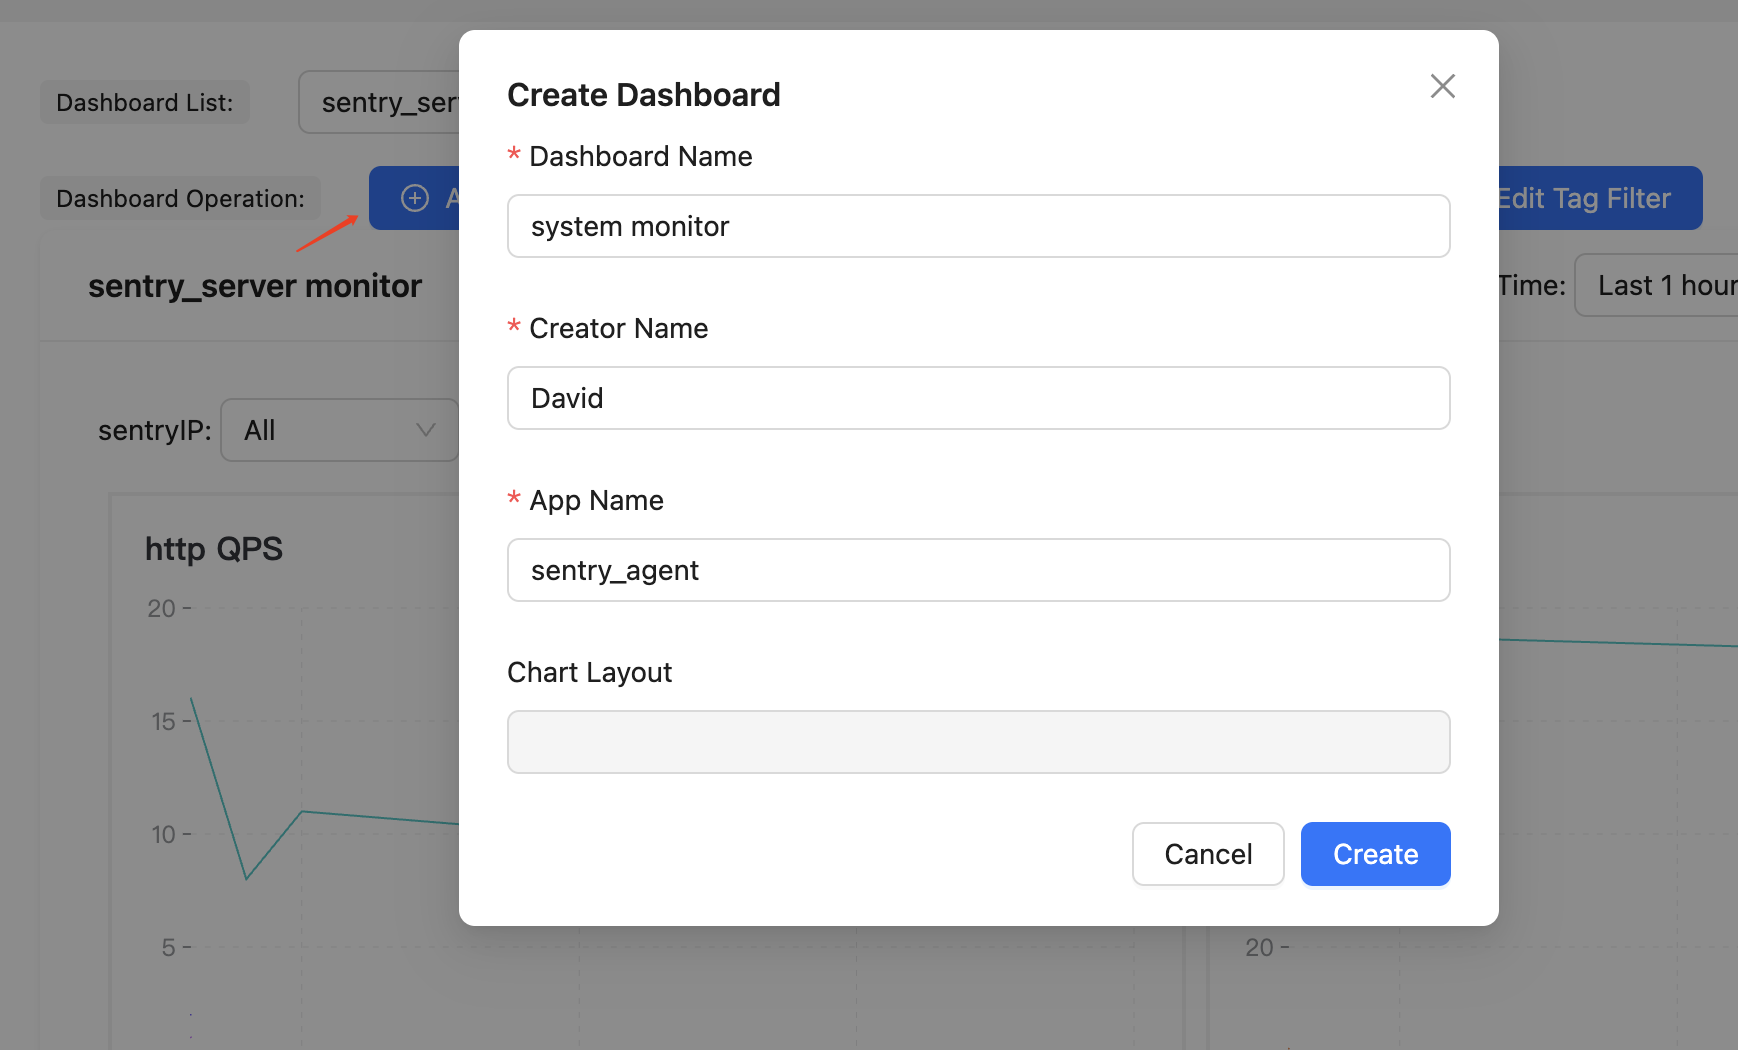 Dashboard List:
sentry_ser
Dashboard Operation:
A
Edit Tag Filter
sentry_server monitor
Time:
Last 1 hour
sentryIP:
All
http QPS
20
15
10
5
20
Create Dashboard
* Dashboard Name
system monitor
* Creator Name
David
* App Name
sentry_agent
Chart Layout
Cancel
Create